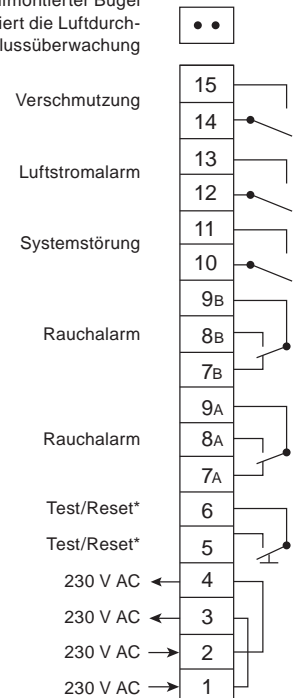 montierter Bügel
iert die Luftdurch-
lussüberwachung
15
Verschmutzung
14
13
Luftstromalarm
12
11
Systemstörung
10
9B
Rauchalarm 8B
7B
9A
Rauchalarm 8A
7A
Test/Reset* 6
Test/Reset* 5
230 V AC 4
230 V AC 3
230 V AC 2
230 V AC 1